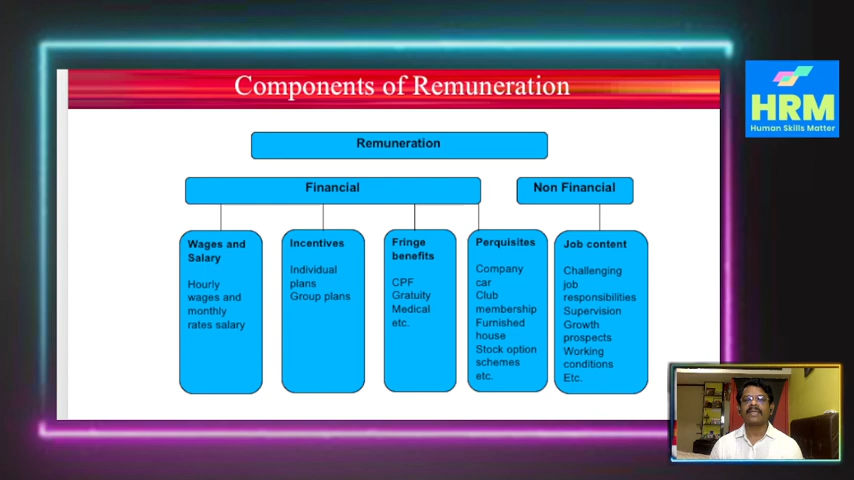 Components of Remuneration
HRM
Human Skills Matter
Remuneration
Financial
Non Financial
Wages and
Salary
Hourly
wages and
monthly
rates salary
Incentives
Individual
plans
Group plans
Fringe
benefits
CPF
Gratuity
Medical
etc.
Perquisites
Company
car
Club
membership
Furnished
house
Stock option
schemes
etc.
Job content
Challenging
job
responsibilities
Supervision
Growth
prospects
Working
conditions
Etc.